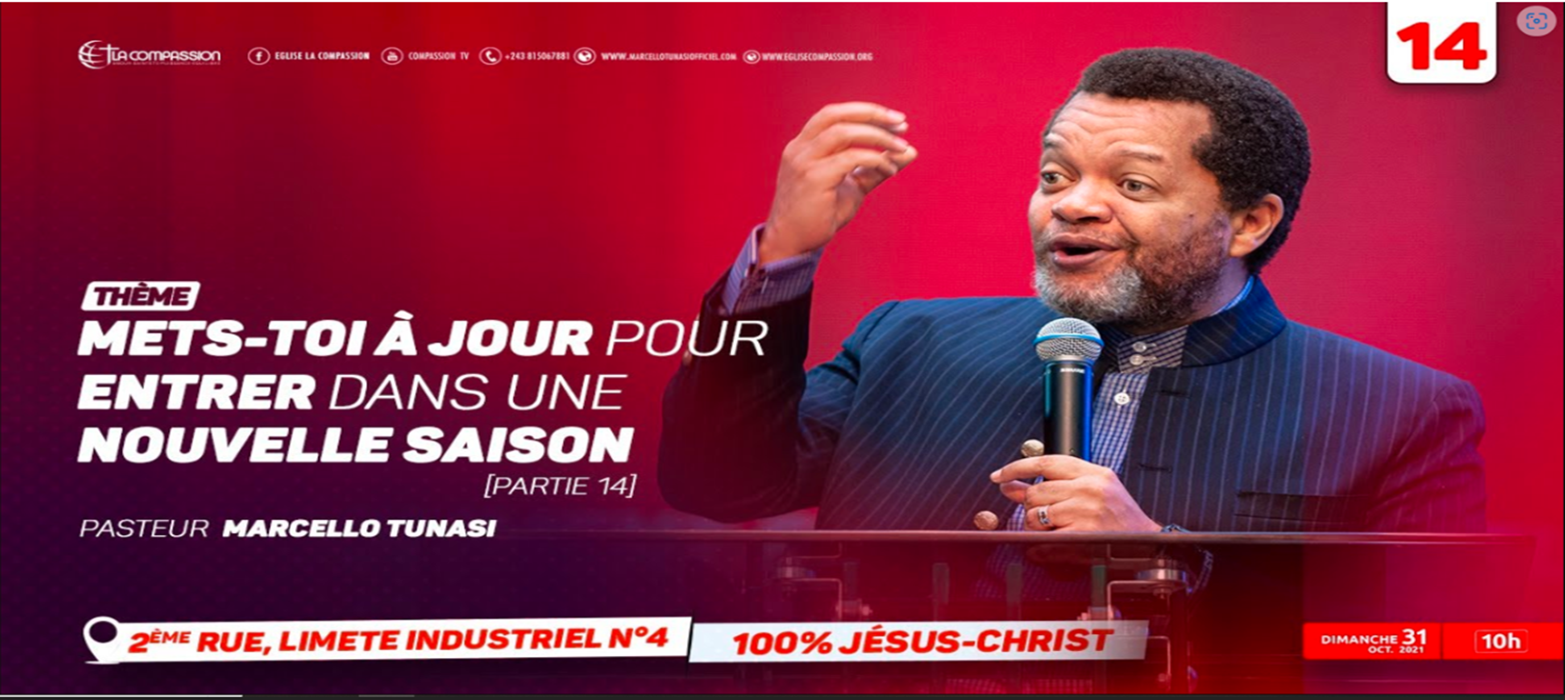 LA COMPASSION
EGLISE LA COMPASSION
COMPASSION TV
+243 815067881
WWW.MARCELLOTUNASIOFFICIEL.COM
WWW.EGLISECOMPASSION.ORG
14
THÈME
METS-TOI À JOUR POUR
ENTRER DANS UNE
NOUVELLE SAISON
[PARTIE 14]
PASTEUR MARCELLO TUNASI
2ÈME RUE, LIMETE INDUSTRIEL N°4
100% JÉSUS-CHRIST
DIMANCHE 31
OCT. 2021
10h